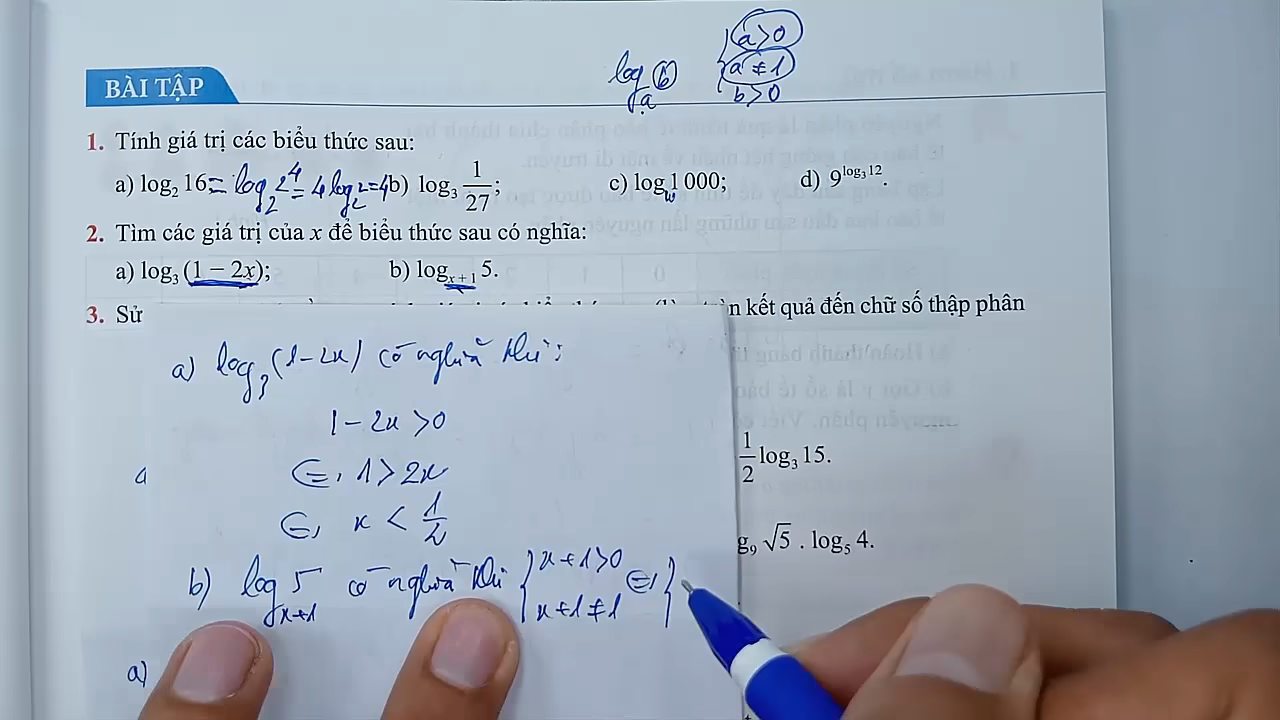 a > 0
log_a b
a ≠ 1
b > 0
BÀI TẬP
1. Tính giá trị các biểu thức sau:
a) log₂ 16 = log₂ 2⁴ = 4 log₂ 2 = 4 b) log₃ 1/27; c) log 1 000; d) 9^{log₃ 12}.
2. Tìm các giá trị của x để biểu thức sau có nghĩa:
a) log₃ (1 − 2x); b) log_{x+1} 5.
3. Sử
n kết quả đến chữ số thập phân
a) log₃ (1 − 2x) có nghĩa khi:
1 − 2x > 0
⇔ 1 > 2x
1/2 log₃ 15.
⇔ x < 1/2
g₉ √5 . log₅ 4.
b) log_{x+1} 5 có nghĩa khi { x + 1 > 0
x + 1 ≠ 1 ⇔ {
a)